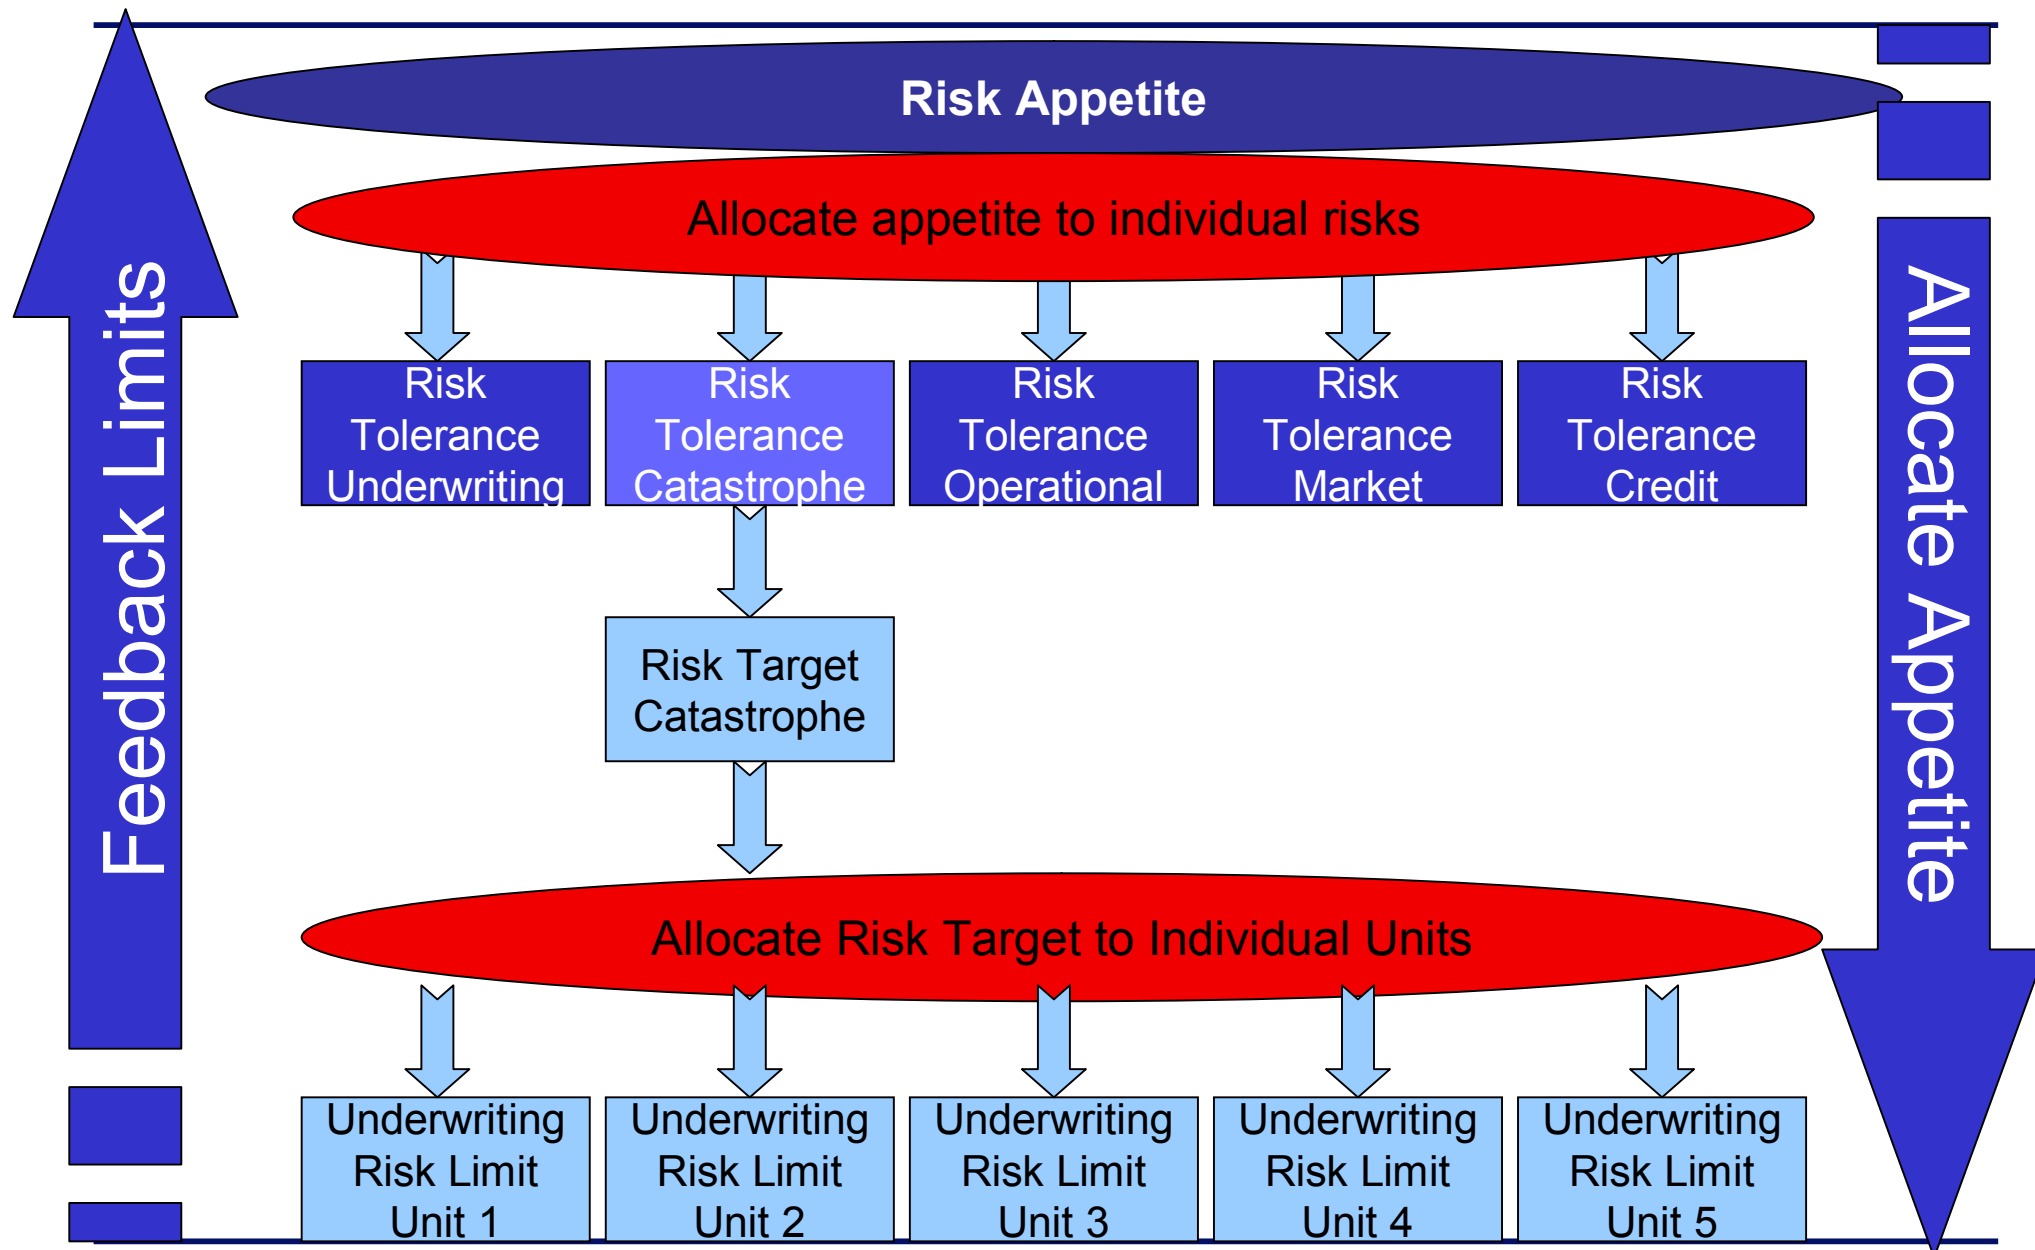 Risk Appetite
Allocate appetite to individual risks
Feedback Limits
Allocate Appetite
Risk
Tolerance
Underwriting
Risk
Tolerance
Catastrophe
Risk
Tolerance
Operational
Risk
Tolerance
Market
Risk
Tolerance
Credit
Risk Target
Catastrophe
Allocate Risk Target to Individual Units
Underwriting
Risk Limit
Unit 1
Underwriting
Risk Limit
Unit 2
Underwriting
Risk Limit
Unit 3
Underwriting
Risk Limit
Unit 4
Underwriting
Risk Limit
Unit 5